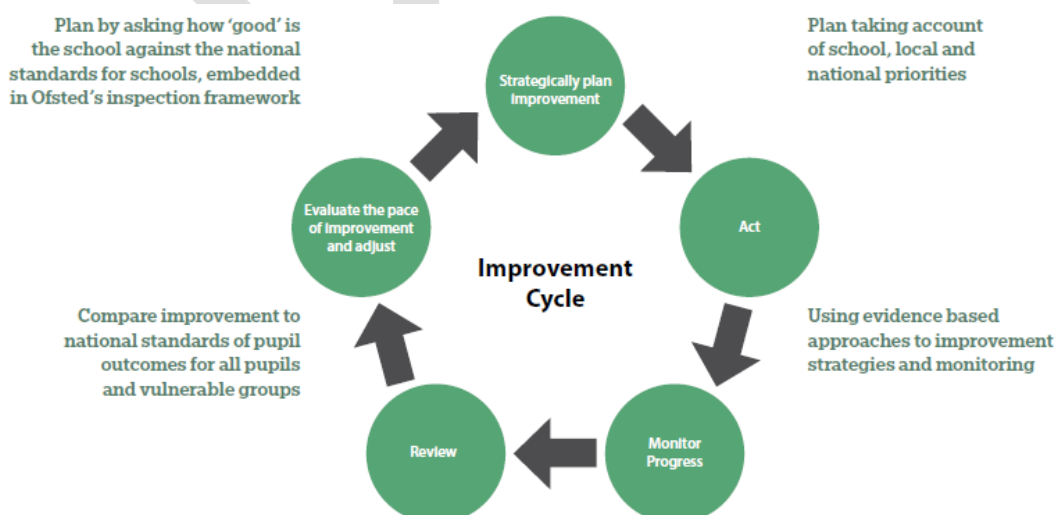 Plan by asking how ‘good’ is
the school against the national
standards for schools, embedded
in Ofsted’s inspection framework
Strategically plan
improvement
Plan taking account
of school, local and
national priorities
Evaluate the pace
of improvement
and adjust
Act
Improvement
Cycle
Compare improvement to
national standards of pupil
outcomes for all pupils
and vulnerable groups
Using evidence based
approaches to improvement
strategies and monitoring
Review
Monitor
Progress